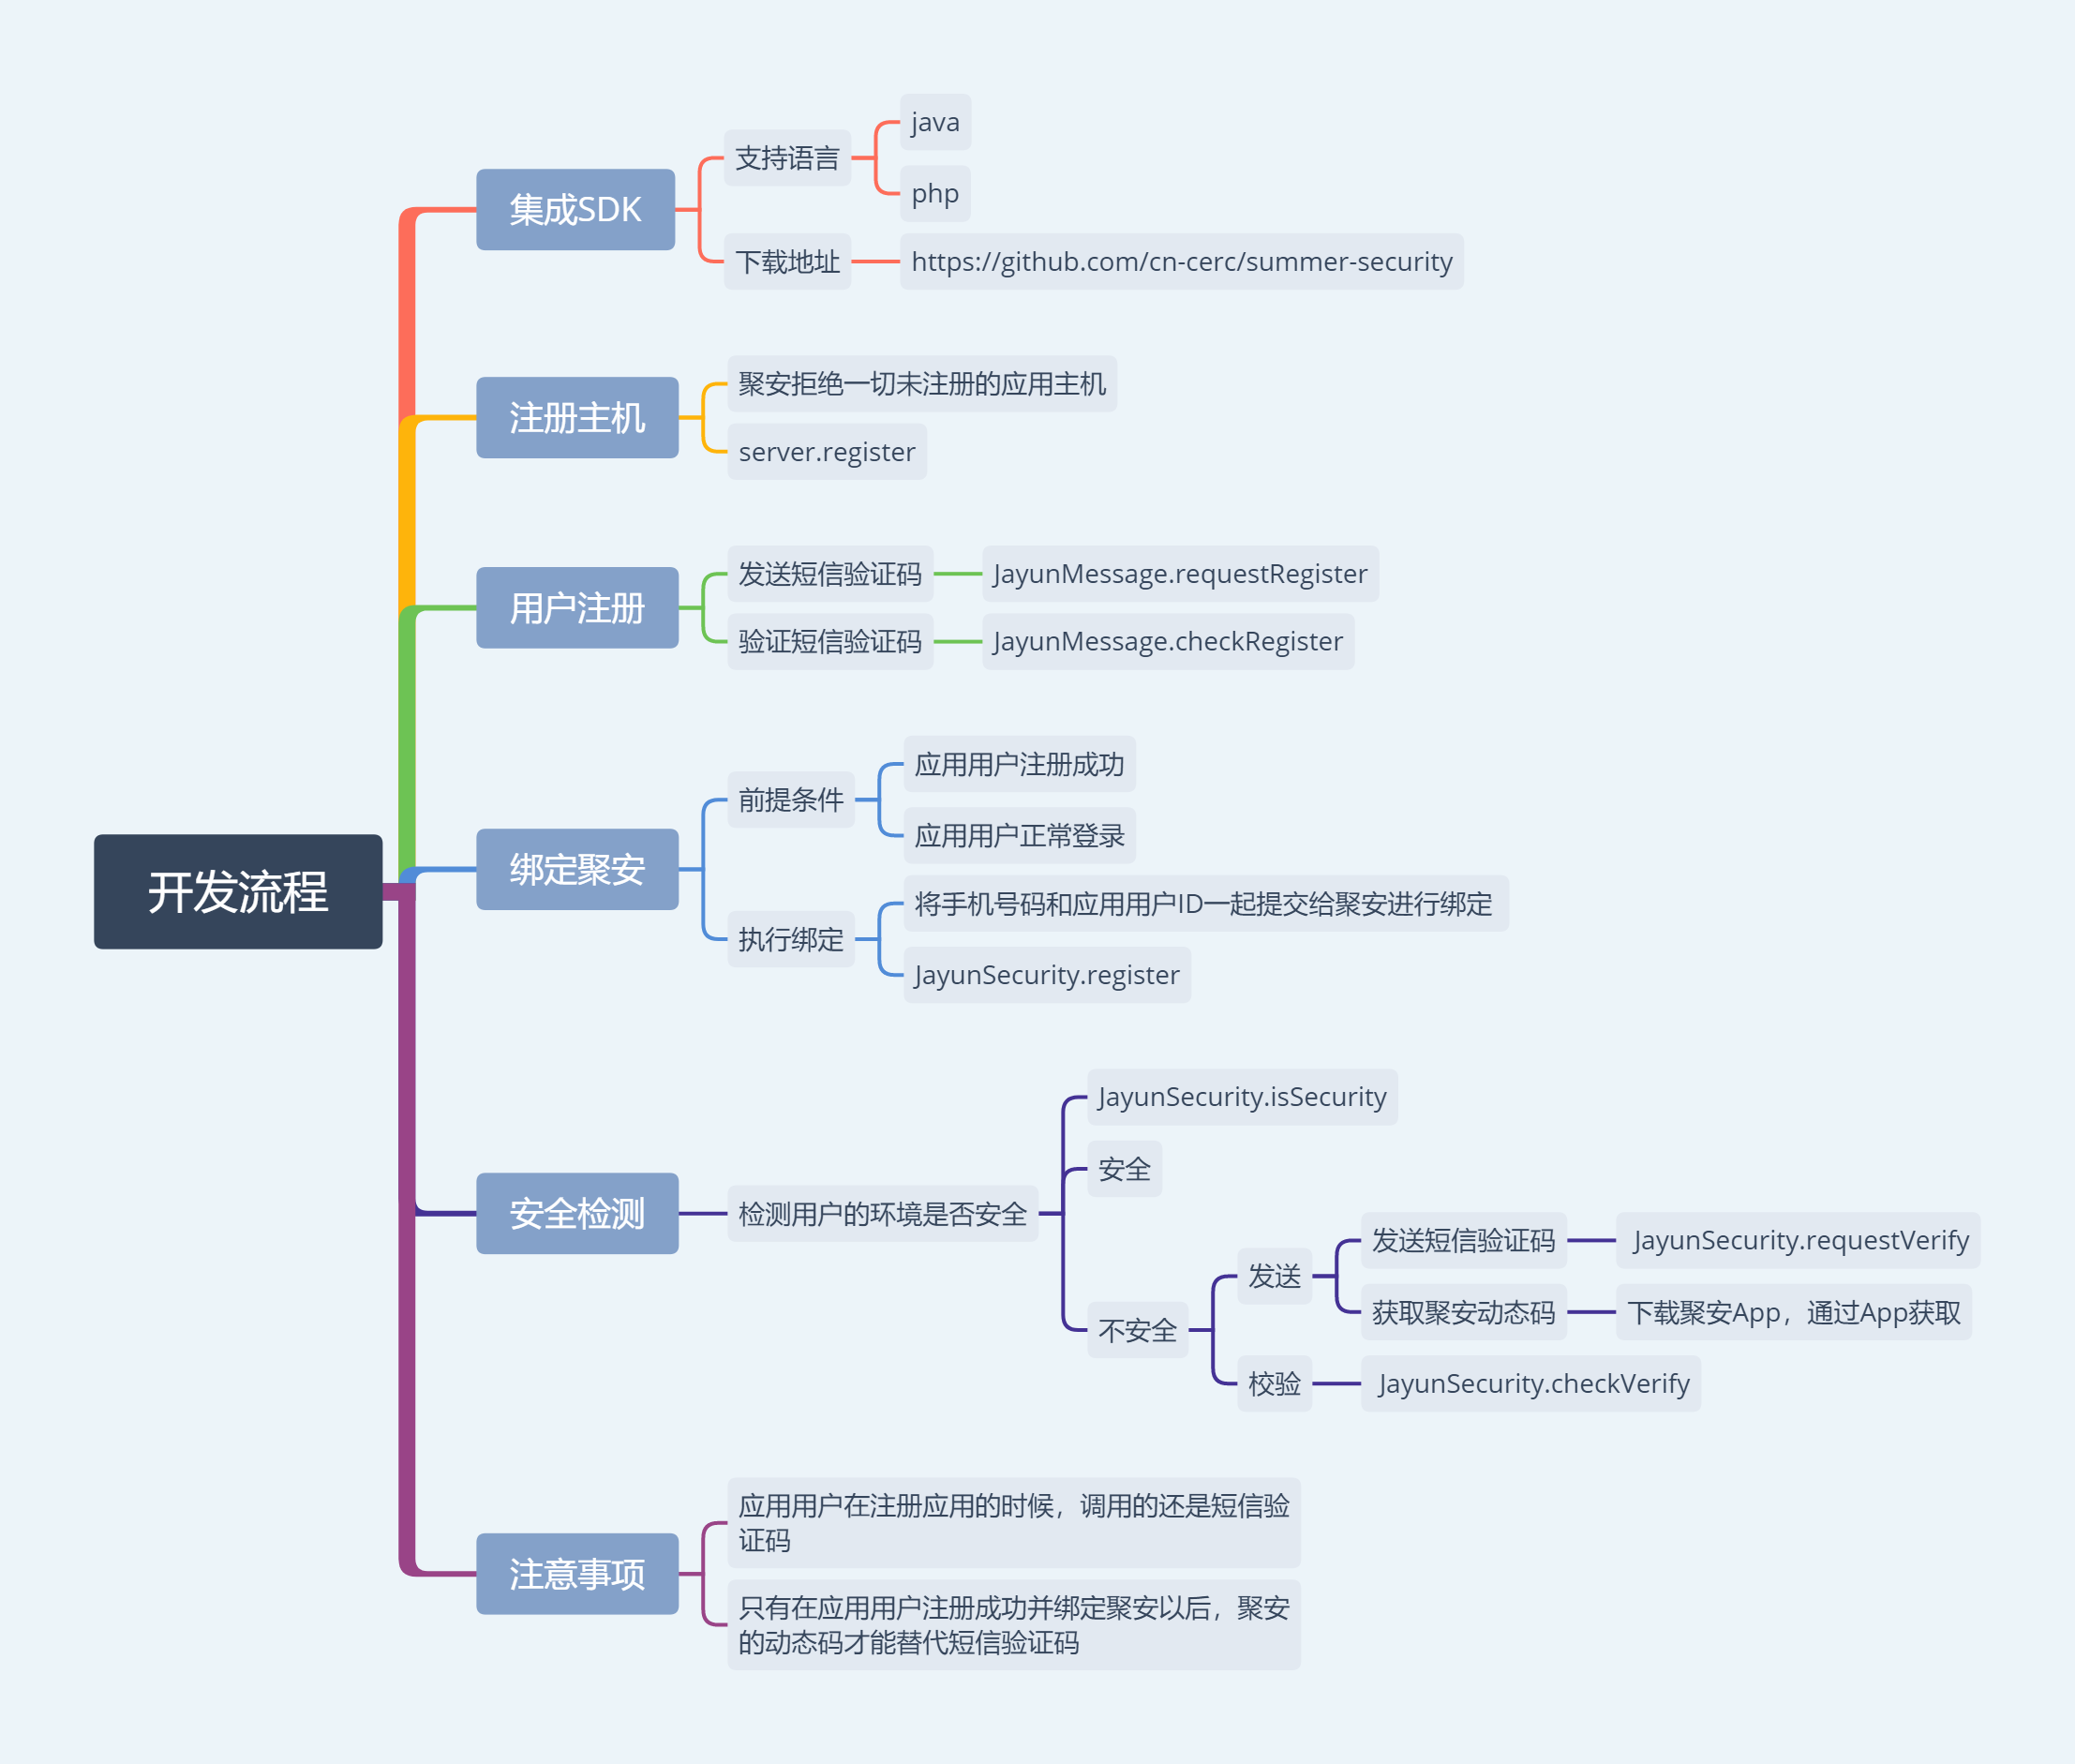 开发流程
集成SDK
支持语言
java
php
下载地址
https://github.com/cn-cerc/summer-security
注册主机
聚安拒绝一切未注册的应用主机
server.register
用户注册
发送短信验证码
JayunMessage.requestRegister
验证短信验证码
JayunMessage.checkRegister
绑定聚安
前提条件
应用用户注册成功
应用用户正常登录
执行绑定
将手机号码和应用用户ID一起提交给聚安进行绑定
JayunSecurity.register
安全检测
检测用户的环境是否安全
JayunSecurity.isSecurity
安全
不安全
发送
发送短信验证码
JayunSecurity.requestVerify
获取聚安动态码
下载聚安App，通过App获取
校验
JayunSecurity.checkVerify
注意事项
应用用户在注册应用的时候，调用的还是短信验
证码
只有在应用用户注册成功并绑定聚安以后，聚安
的动态码才能替代短信验证码